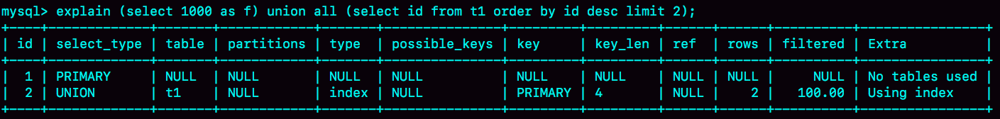 mysql> explain (select 1000 as f) union all (select id from t1 order by id desc limit 2);
+----+-------------+-------+------------+-------+---------------+---------+---------+------+------+----------+----------------+
| id | select_type | table | partitions | type  | possible_keys | key     | key_len | ref  | rows | filtered | Extra          |
+----+-------------+-------+------------+-------+---------------+---------+---------+------+------+----------+----------------+
|  1 | PRIMARY     | NULL  | NULL       | NULL  | NULL          | NULL    | NULL    | NULL | NULL |     NULL | No tables used |
|  2 | UNION       | t1    | NULL       | index | NULL          | PRIMARY | 4       | NULL |    2 |   100.00 | Using index    |
+----+-------------+-------+------------+-------+---------------+---------+---------+------+------+----------+----------------+